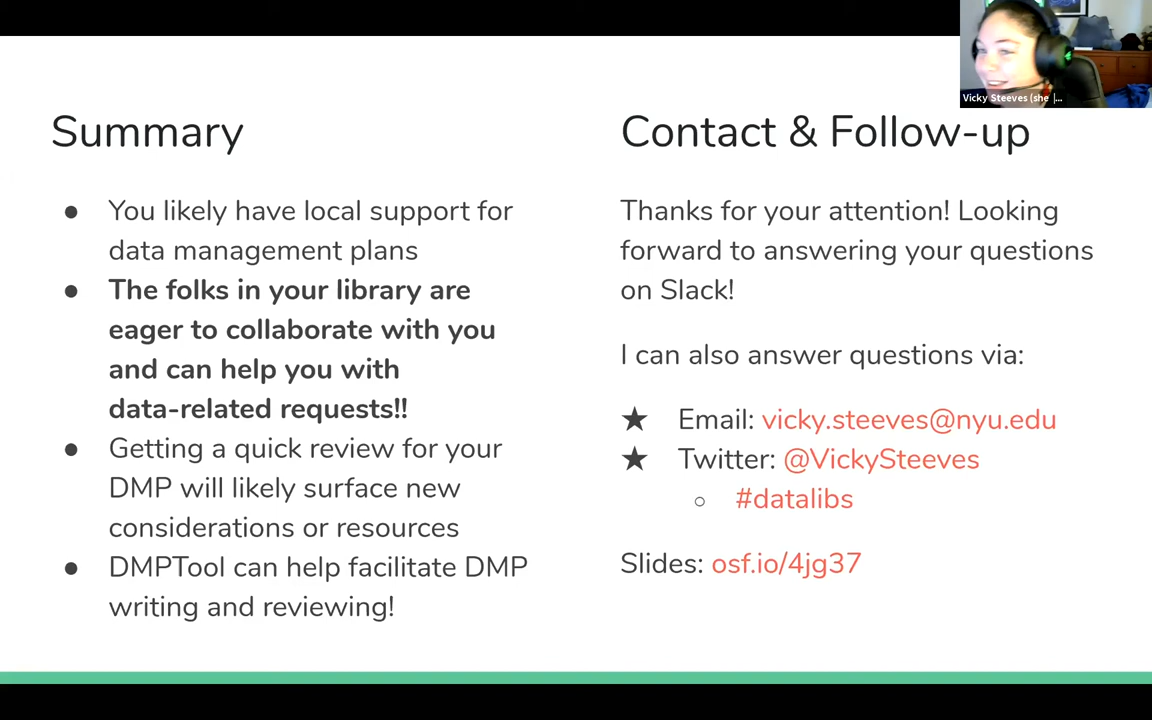 Vicky Steeves (she |...
Summary
You likely have local support for
data management plans
The folks in your library are
eager to collaborate with you
and can help you with
data-related requests!!
Getting a quick review for your
DMP will likely surface new
considerations or resources
DMPTool can help facilitate DMP
writing and reviewing!
Contact & Follow-up
Thanks for your attention! Looking
forward to answering your questions
on Slack!
I can also answer questions via:
Email: vicky.steeves@nyu.edu
Twitter: @VickySteeves
#datalibs
Slides: osf.io/4jg37